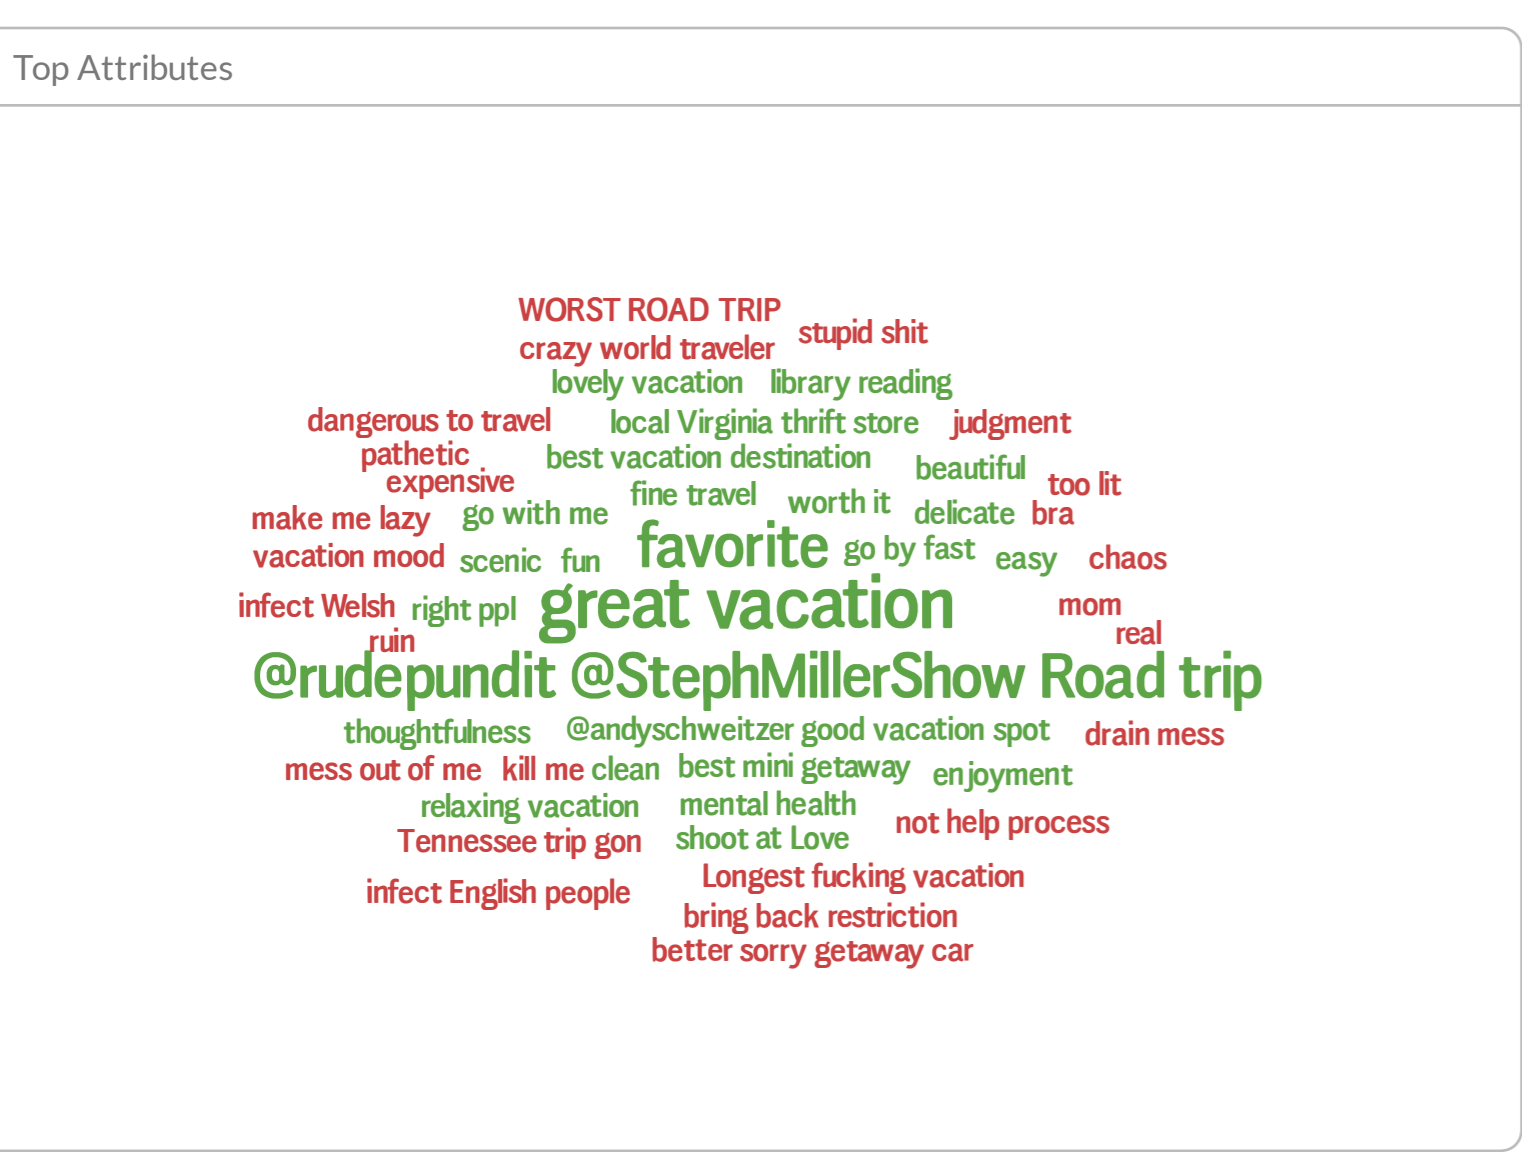 Top Attributes
WORST ROAD TRIP
stupid shit
crazy world traveler
lovely vacation library reading
dangerous to travel local Virginia thrift store judgment
pathetic best vacation destination beautiful
expensive fine travel worth it too lit
make me lazy go with me delicate bra
favorite
vacation mood scenic fun go by fast easy chaos
infect Welsh right ppl great vacation mom
ruin real
@rudepundit @StephMillerShow Road trip
thoughtfulness @andyschweitzer good vacation spot drain mess
mess out of me kill me clean best mini getaway enjoyment
relaxing vacation mental health
not help process
Tennessee trip gon shoot at Love
Longest fucking vacation
infect English people
bring back restriction
better sorry getaway car